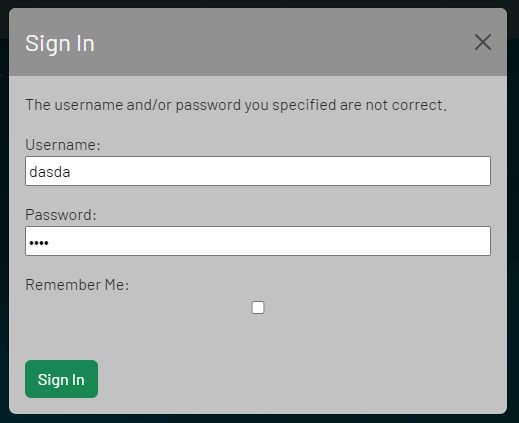 Sign In
The username and/or password you specified are not correct.
Username:
dasda
Password:
••••
Remember Me:
Sign In